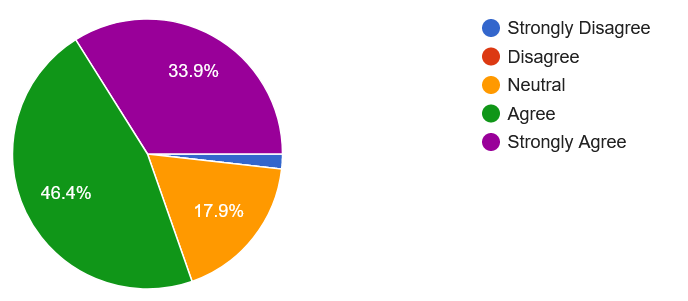 33.9%
46.4%
17.9%
Strongly Disagree
Disagree
Neutral
Agree
Strongly Agree